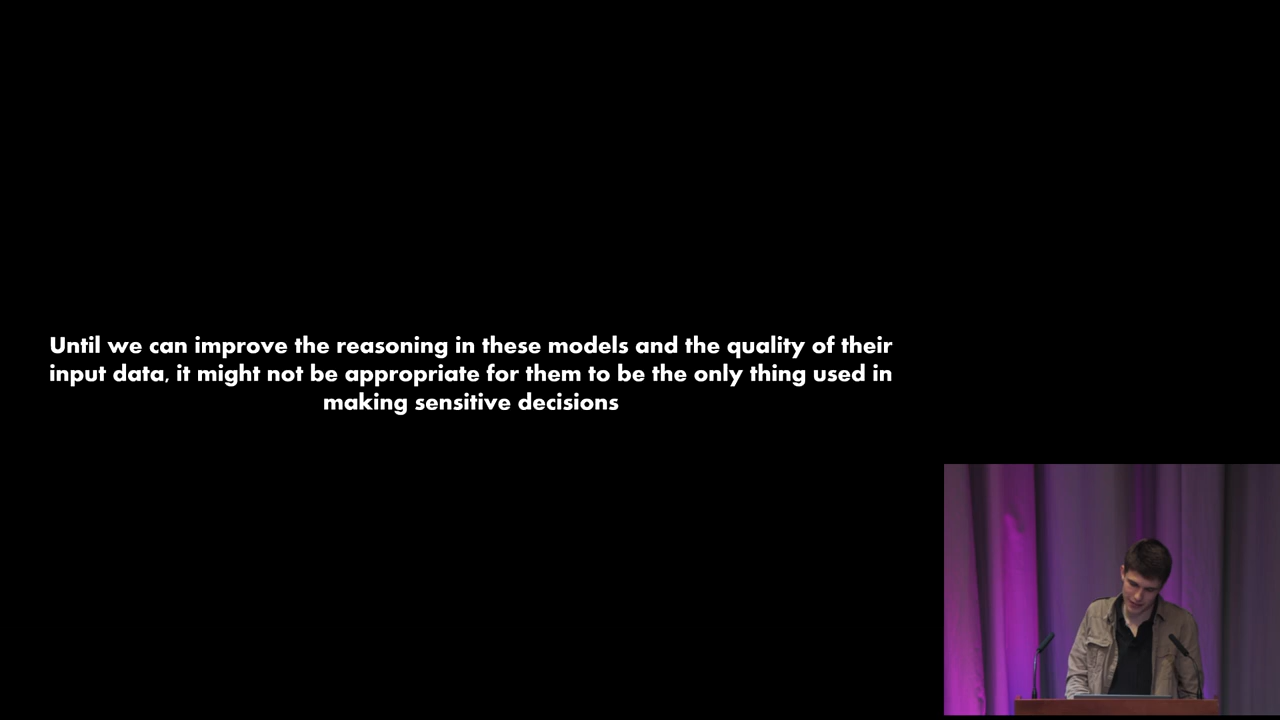 Until we can improve the reasoning in these models and the quality of their
input data, it might not be appropriate for them to be the only thing used in
making sensitive decisions